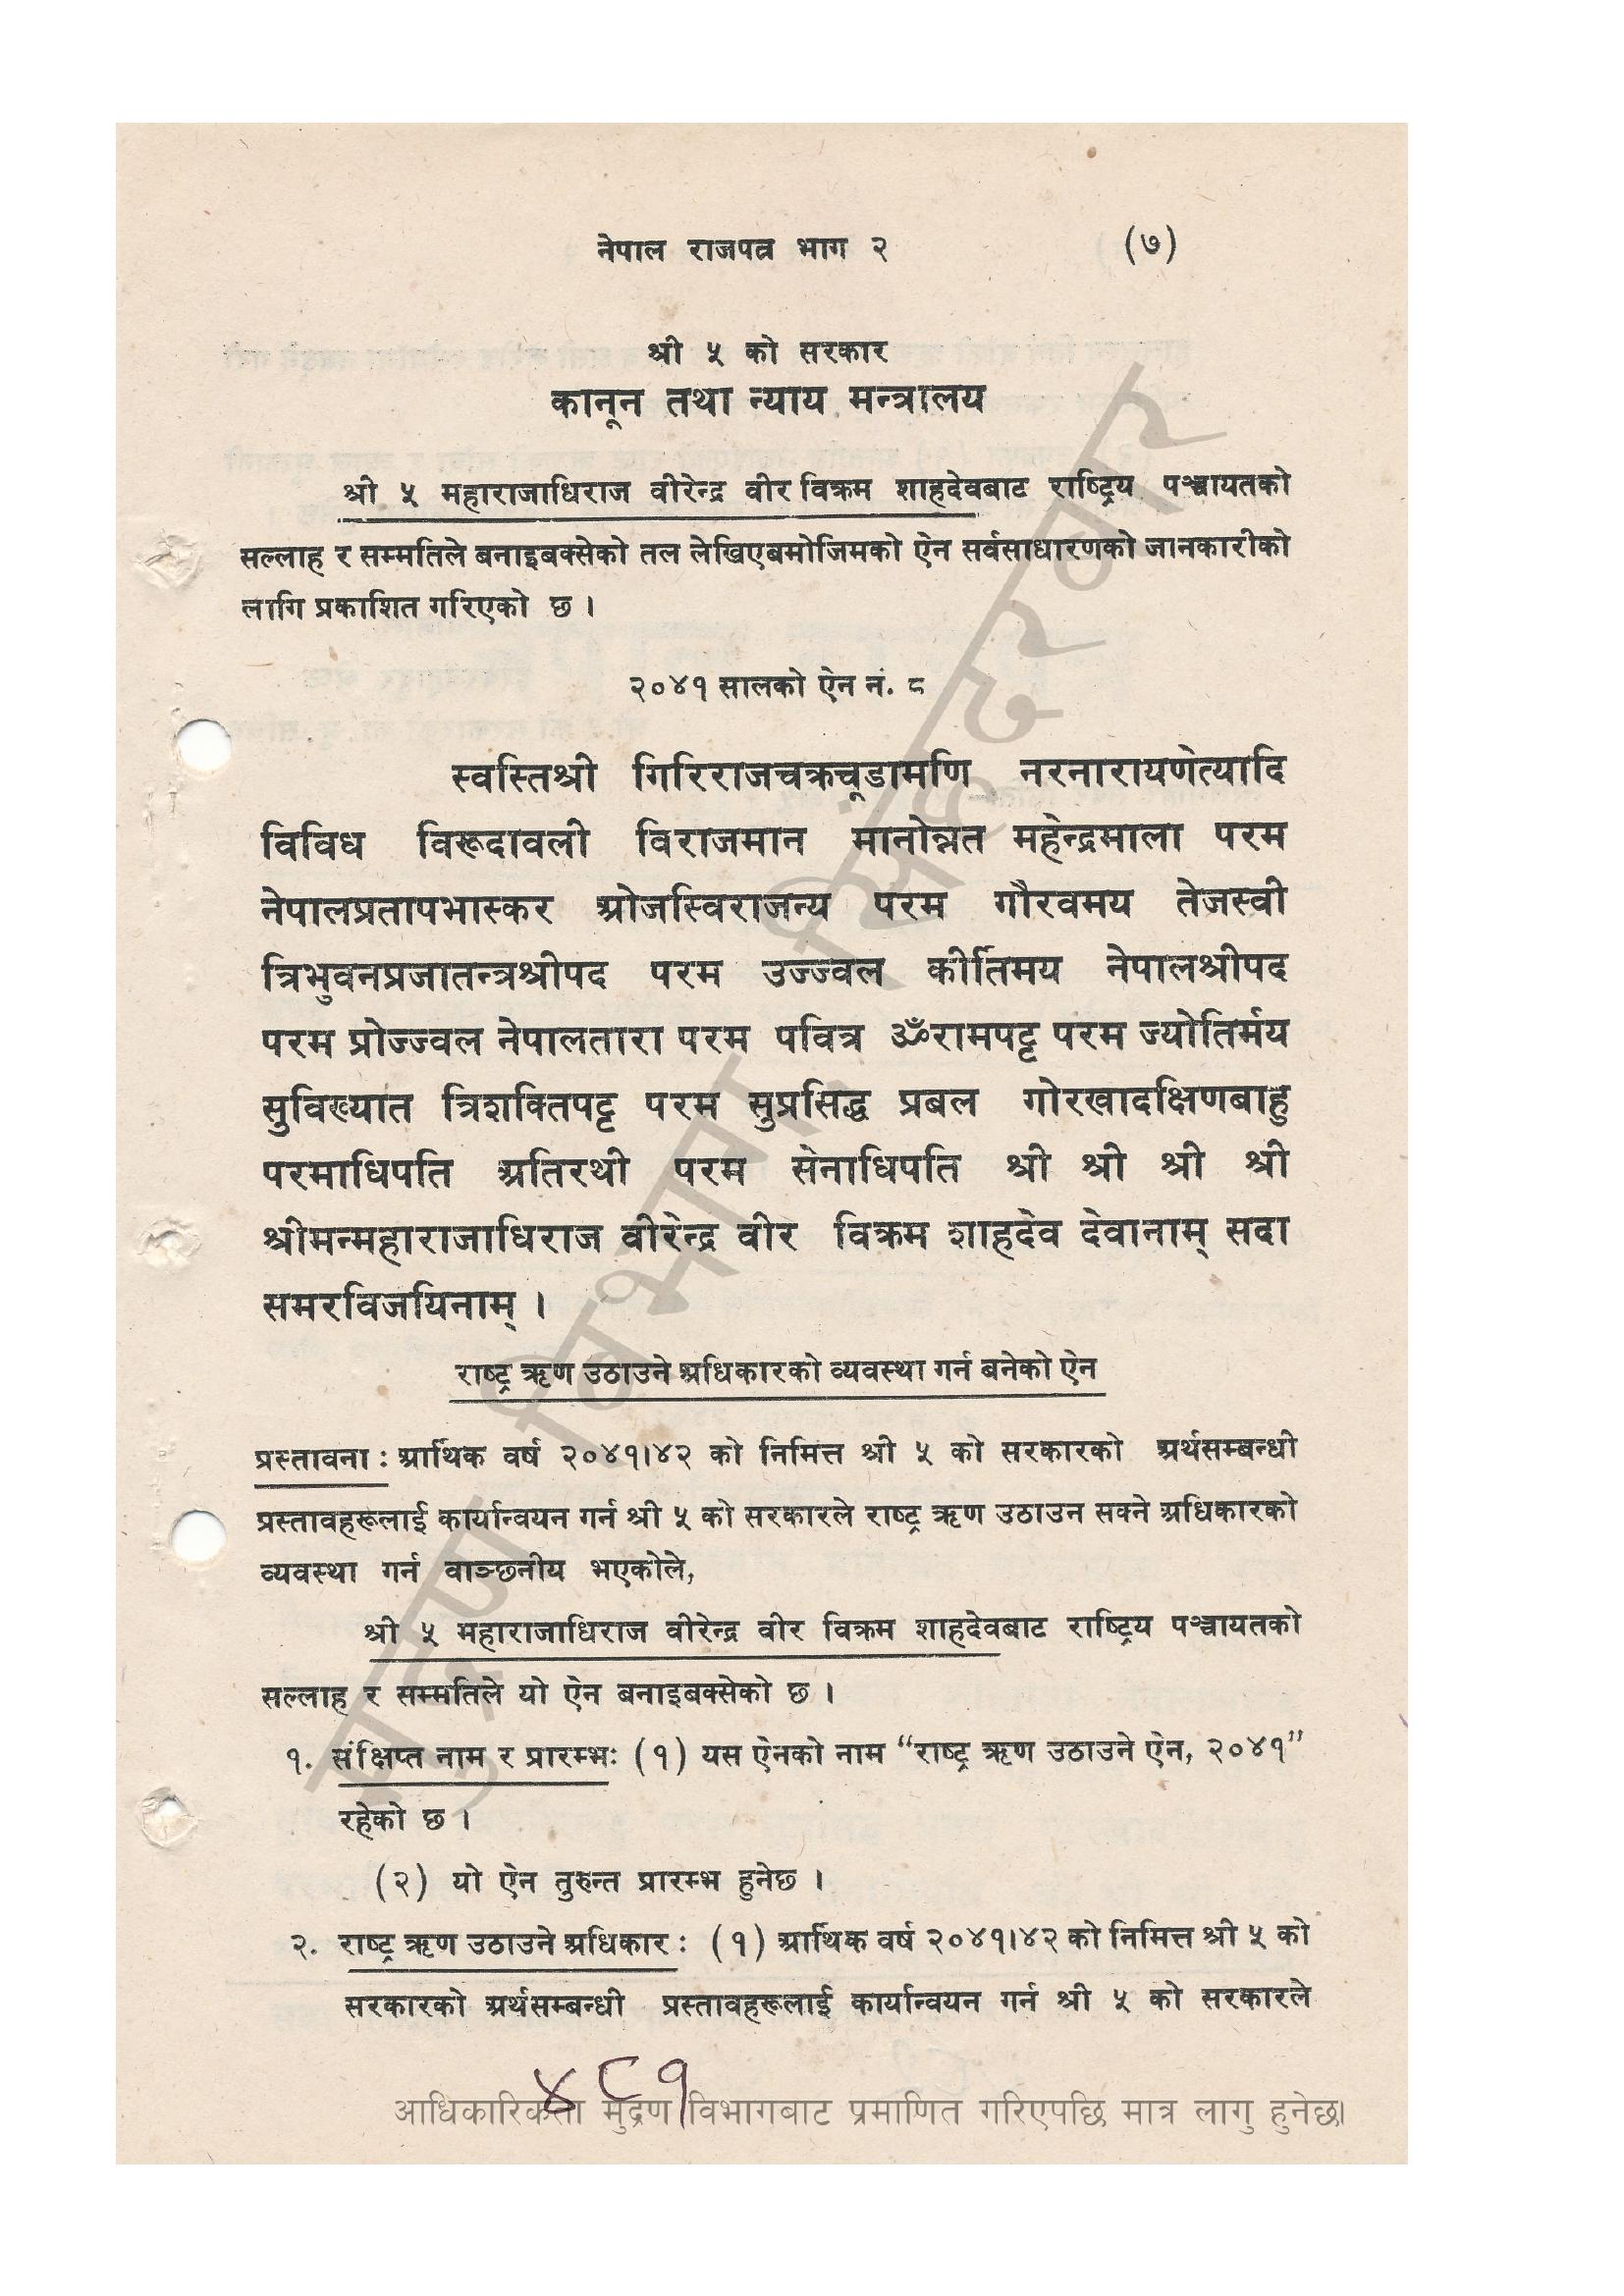 नेपाल राजपत्र भाग २ (७)
श्री ५ को सरकार
कानून तथा न्याय मन्त्रालय
श्री ५ महाराजाधिराज वीरेन्द्र वीर विक्रम शाहदेवबाट राष्ट्रिय पञ्चायतको
सल्लाह र सम्मतिले बनाइबक्सेको तल लेखिएबमोजिमको ऐन सर्वसाधारणको जानकारीको
लागि प्रकाशित गरिएको छ ।
२०४१ सालको ऐन नं. ८
स्वस्तिश्री गिरिराजचक्रचूडामणि नरनारायणेत्यादि
विविध विरूदावली विराजमान मानोन्नत महेन्द्रमाला परम
नेपालप्रतापभास्कर ओजस्विराजन्य परम गौरवमय तेजस्वी
त्रिभुवनप्रजातन्त्रश्रीपद परम उज्ज्वल कीर्तिमय नेपालश्रीपद
परम प्रोज्ज्वल नेपालतारा परम पवित्र ॐरामपट्ट परम ज्योतिर्मय
सुविख्यात त्रिशक्तिपट्ट परम सुप्रसिद्ध प्रबल गोरखादक्षिणबाहु
परमाधिपति अतिरथी परम सेनाधिपति श्री श्री श्री श्री
श्रीमन्महाराजाधिराज वीरेन्द्र वीर विक्रम शाहदेव देवानाम् सदा
समरविजयिनाम् ।
राष्ट्र ऋण उठाउने अधिकारको व्यवस्था गर्न बनेको ऐन
प्रस्तावना : आर्थिक वर्ष २०४१।४२ को निमित्त श्री ५ को सरकारको अर्थसम्बन्धी
प्रस्तावहरूलाई कार्यान्वयन गर्न श्री ५ को सरकारले राष्ट्र ऋण उठाउन सक्ने अधिकारको
व्यवस्था गर्न वाञ्छनीय भएकोले,
श्री ५ महाराजाधिराज वीरेन्द्र वीर विक्रम शाहदेवबाट राष्ट्रिय पञ्चायतको
सल्लाह र सम्मतिले यो ऐन बनाइबक्सेको छ ।
१. संक्षिप्त नाम र प्रारम्भः (१) यस ऐनको नाम “राष्ट्र ऋण उठाउने ऐन, २०४१”
रहेको छ ।
(२) यो ऐन तुरुन्त प्रारम्भ हुनेछ ।
२. राष्ट्र ऋण उठाउने अधिकार : (१) आर्थिक वर्ष २०४१।४२ को निमित्त श्री ५ को
सरकारको अर्थसम्बन्धी प्रस्तावहरूलाई कार्यान्वयन गर्न श्री ५ को सरकारले
४८१
आधिकारिकता मुद्रण विभागबाट प्रमाणित गरिएपछि मात्र लागु हुनेछ।
मुद्रण विभाग, सिंहदरबार